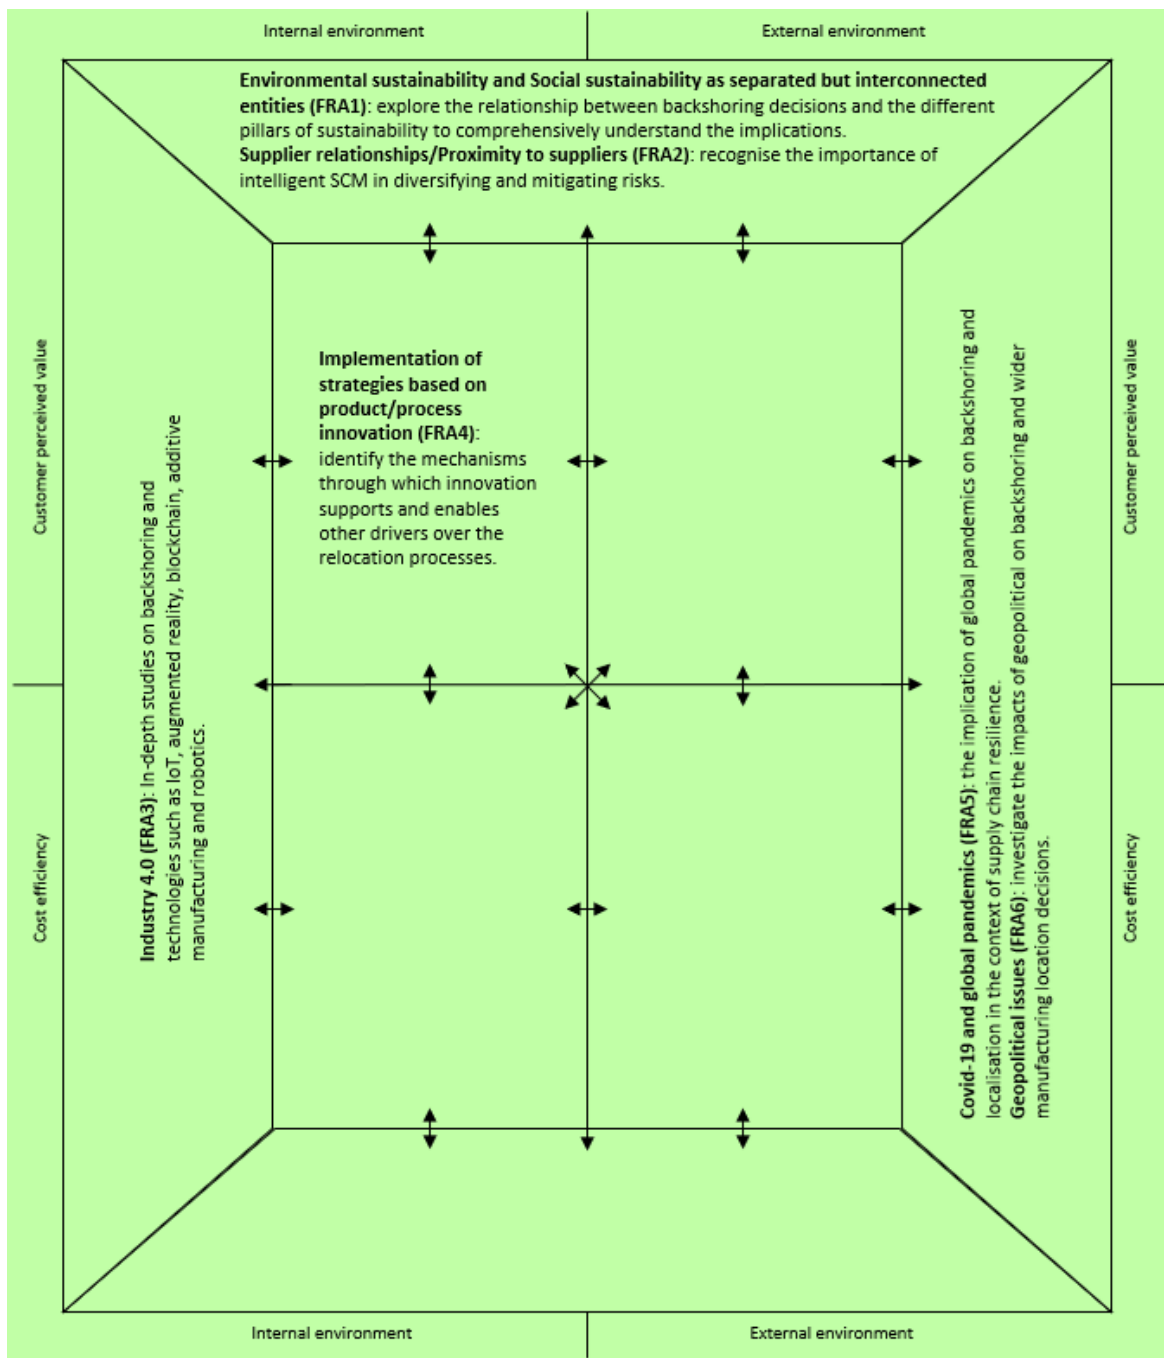 Internal environment
External environment
Environmental sustainability and Social sustainability as separated but interconnected
entities (FRA1): explore the relationship between backshoring decisions and the different
pillars of sustainability to comprehensively understand the implications.
Supplier relationships/Proximity to suppliers (FRA2): recognise the importance of
intelligent SCM in diversifying and mitigating risks.
Customer perceived value
Cost efficiency
Industry 4.0 (FRA3): In-depth studies on backshoring and
technologies such as IoT, augmented reality, blockchain, additive
manufacturing and robotics.
Implementation of
strategies based on
product/process
innovation (FRA4):
identify the mechanisms
through which innovation
supports and enables
other drivers over the
relocation processes.
Covid-19 and global pandemics (FRA5): the implication of global pandemics on backshoring and
localisation in the context of supply chain resilience.
Geopolitical issues (FRA6): investigate the impacts of geopolitical on backshoring and wider
manufacturing location decisions.
Customer perceived value
Cost efficiency
Internal environment
External environment